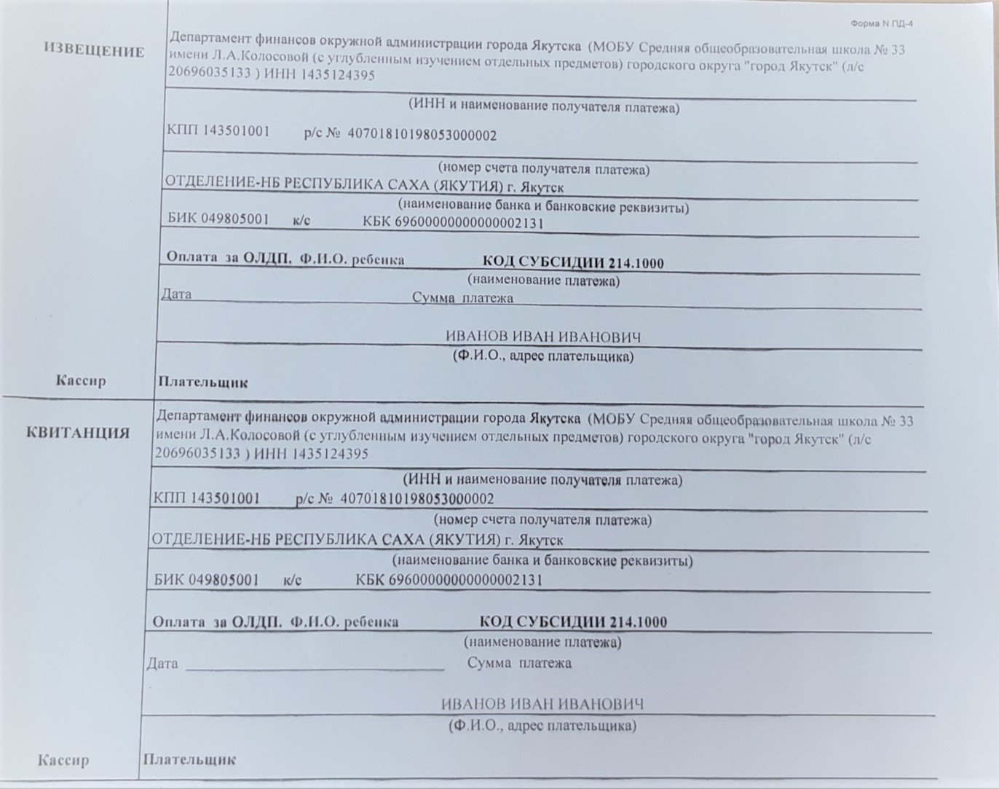 Форма N ПД-4
ИЗВЕЩЕНИЕ
Департамент финансов окружной администрации города Якутска (МОБУ Средняя общеобразовательная школа № 33
имени Л.А.Колосовой (с углубленным изучением отдельных предметов) городского округа "город Якутск" (л/с
20696035133 ) ИНН 1435124395
(ИНН и наименование получателя платежа)
КПП 143501001 р/с № 40701810198053000002
(номер счета получателя платежа)
ОТДЕЛЕНИЕ-НБ РЕСПУБЛИКА САХА (ЯКУТИЯ) г. Якутск
(наименование банка и банковские реквизиты)
БИК 049805001 к/с КБК 69600000000000002131
Оплата за ОЛДП. Ф.И.О. ребенка КОД СУБСИДИИ 214.1000
(наименование платежа)
Дата Сумма платежа
ИВАНОВ ИВАН ИВАНОВИЧ
(Ф.И.О., адрес плательщика)
Кассир Плательщик
КВИТАНЦИЯ
Департамент финансов окружной администрации города Якутска (МОБУ Средняя общеобразовательная школа № 33
имени Л.А.Колосовой (с углубленным изучением отдельных предметов) городского округа "город Якутск" (л/с
20696035133 ) ИНН 1435124395
(ИНН и наименование получателя платежа)
КПП 143501001 р/с № 40701810198053000002
(номер счета получателя платежа)
ОТДЕЛЕНИЕ-НБ РЕСПУБЛИКА САХА (ЯКУТИЯ) г. Якутск
(наименование банка и банковские реквизиты)
БИК 049805001 к/с КБК 69600000000000002131
Оплата за ОЛДП. Ф.И.О. ребенка КОД СУБСИДИИ 214.1000
(наименование платежа)
Дата Сумма платежа
ИВАНОВ ИВАН ИВАНОВИЧ
(Ф.И.О., адрес плательщика)
Кассир Плательщик